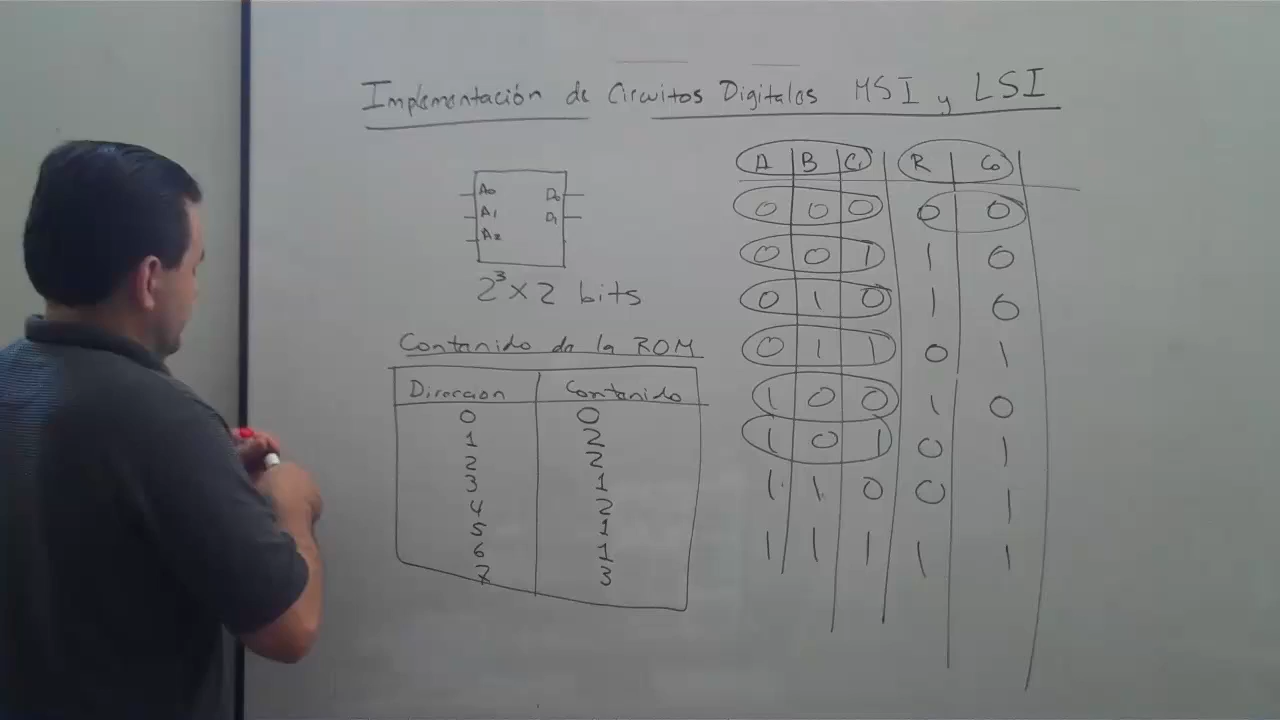 Implementación de Circuitos Digitales MSI y LSI
A0 D0
A1 D1
A2
2³ x 2 bits
Contenido de la ROM
Dirección Contenido
0 0
1 2
2 2
3 1
4 2
5 1
6 1
7 3
A B Ci R Co
0 0 0 0 0
0 0 1 1 0
0 1 0 1 0
0 1 1 0 1
1 0 0 1 0
1 0 1 0 1
1 1 0 0 1
1 1 1 1 1